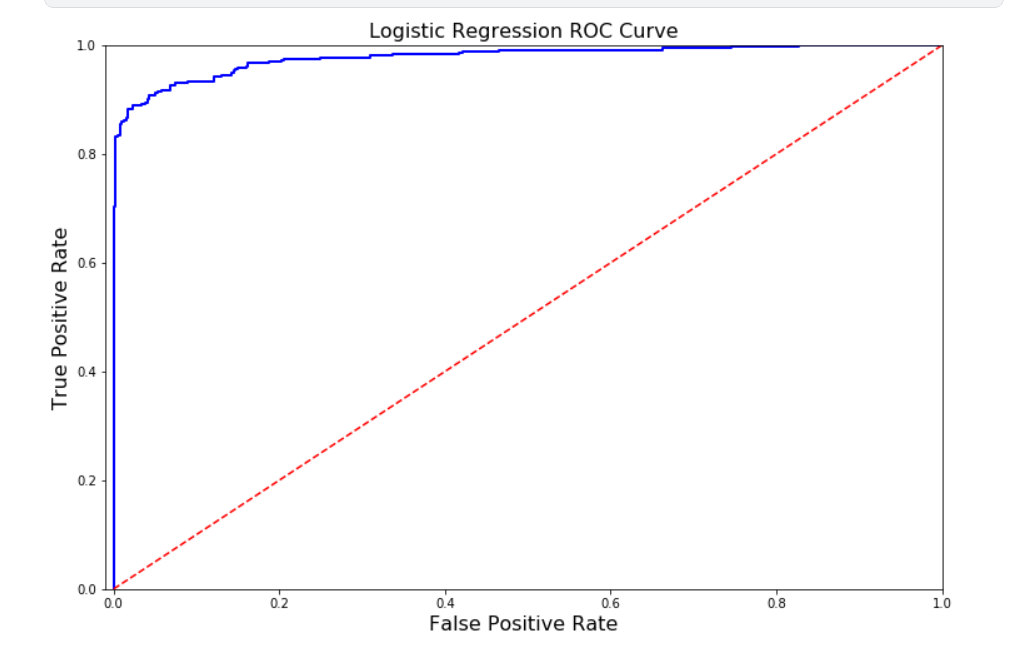 Logistic Regression ROC Curve
1.0
0.8
0.6
0.4
0.2
0.0
True Positive Rate
0.0 0.2 0.4 0.6 0.8 1.0
False Positive Rate